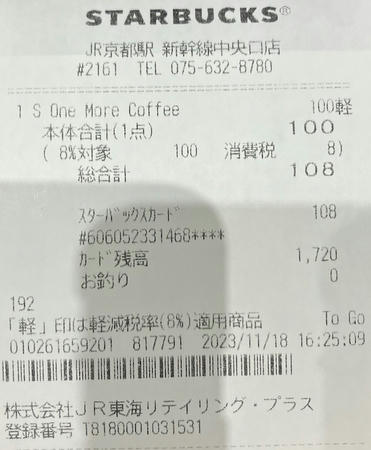 STARBUCKS®
JR京都駅 新幹線中央口店
#2161 TEL 075-632-8780
1 S One More Coffee 100軽
本体合計(1点) 100
( 8%対象 100 消費税 8)
総合計 108
スターバックスカード 108
#606052331468****
カード残高 1,720
お釣り 0
192
「軽」印は軽減税率(8%)適用商品 To Go
010261659201 817791 2023/11/18 16:25:09
株式会社JR東海リテイリング・プラス
登録番号 T8180001031531